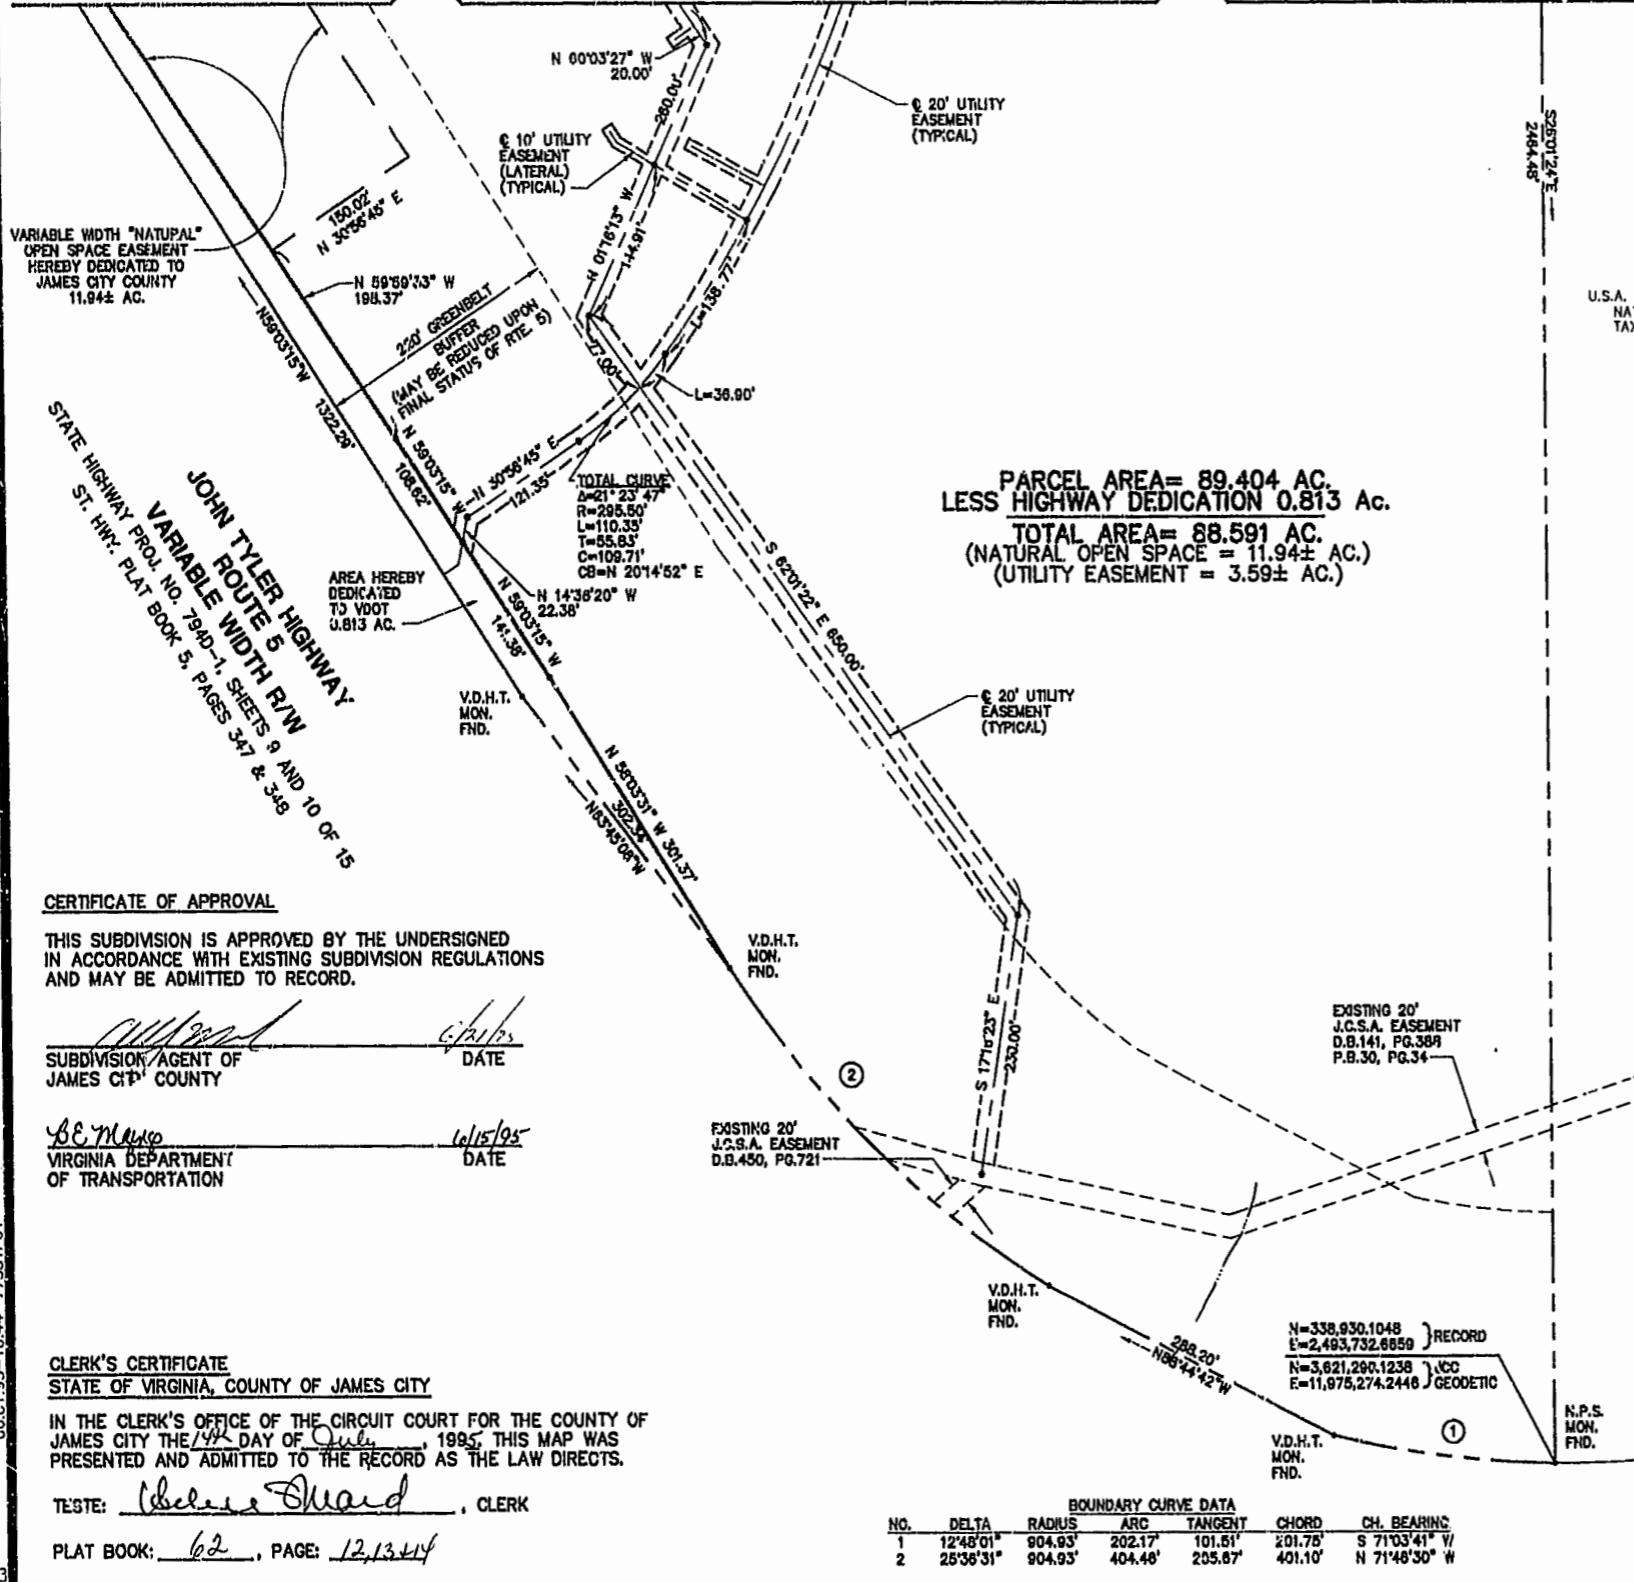 N 60°03'27" W
20.00'
260.00'
℄ 20' UTILITY
EASEMENT
(TYPICAL)
℄ 10' UTILITY
EASEMENT
(LATERAL)
(TYPICAL)
S26°01'24"E
2464.48'
150.02'
N 30°56'45" E
VARIABLE WIDTH "NATURAL"
OPEN SPACE EASEMENT
HEREBY DEDICATED TO
JAMES CITY COUNTY
11.94± AC.
N 01°16'13" W
144.91'
L=138.77'
N 59°59'33" W
198.37'
U.S.A.
220' GREENBELT
BUFFER
(MAY BE REDUCED UPON
FINAL STATUS OF RTE. 5)
N59°03'15"W
1322.29'
77.00'
L=36.90'
N 59°03'15" W
108.62'
N 30°56'45" E
121.35'
TOTAL CURVE
Δ=21°23'47"
R=295.50'
L=110.35'
T=55.83'
C=109.71'
CB=N 20°14'52" E
PARCEL AREA= 89.404 AC.
LESS HIGHWAY DEDICATION 0.813 Ac.
TOTAL AREA= 88.591 AC.
(NATURAL OPEN SPACE = 11.94± AC.)
(UTILITY EASEMENT = 3.59± AC.)
JOHN TYLER HIGHWAY
ROUTE 5
VARIABLE WIDTH R/W
STATE HIGHWAY PROJ. NO. 794D-1, SHEETS 9 AND 10 OF 15
ST. HWY. PLAT BOOK 5, PAGES 347 & 348
AREA HEREBY
DEDICATED
TO VDOT
0.813 AC.
N 14°36'20" W
22.38'
N 59°03'15" W
141.38'
S 62°01'22" E 650.00'
V.D.H.T.
MON.
FND.
℄ 20' UTILITY
EASEMENT
(TYPICAL)
N 58°03'31" W 301.37'
302.34'
N63°45'08"W
CERTIFICATE OF APPROVAL
THIS SUBDIVISION IS APPROVED BY THE UNDERSIGNED
IN ACCORDANCE WITH EXISTING SUBDIVISION REGULATIONS
AND MAY BE ADMITTED TO RECORD.
6/21/95
SUBDIVISION AGENT OF DATE
JAMES CITY COUNTY
6/15/95
VIRGINIA DEPARTMENT DATE
OF TRANSPORTATION
V.D.H.T.
MON.
FND.
S 17°16'23" E
230.00'
2
EXISTING 20'
J.C.S.A. EASEMENT
D.B.141, PG.388
P.B.30, PG.34
EXISTING 20'
J.C.S.A. EASEMENT
D.B.450, PG.721
V.D.H.T.
MON.
FND.
288.20'
N88°44'42"W
N=338,930.1048
E=2,493,732.6659 RECORD
N=3,621,290.1238 JCC
E=11,975,274.2446 GEODETIC
V.D.H.T.
MON.
FND.
1
N.P.S.
MON.
FND.
CLERK'S CERTIFICATE
STATE OF VIRGINIA, COUNTY OF JAMES CITY
IN THE CLERK'S OFFICE OF THE CIRCUIT COURT FOR THE COUNTY OF
JAMES CITY THE 14th DAY OF July, 1995, THIS MAP WAS
PRESENTED AND ADMITTED TO THE RECORD AS THE LAW DIRECTS.
TESTE: , CLERK
PLAT BOOK: 62, PAGE: 12,13+14
BOUNDARY CURVE DATA
NO. DELTA RADIUS ARC TANGENT CHORD CH. BEARING
1 12°48'01" 904.93' 202.17' 101.51' 201.75' S 71°03'41" W
2 25°36'31" 904.93' 404.46' 205.67' 401.10' N 71°46'30" W